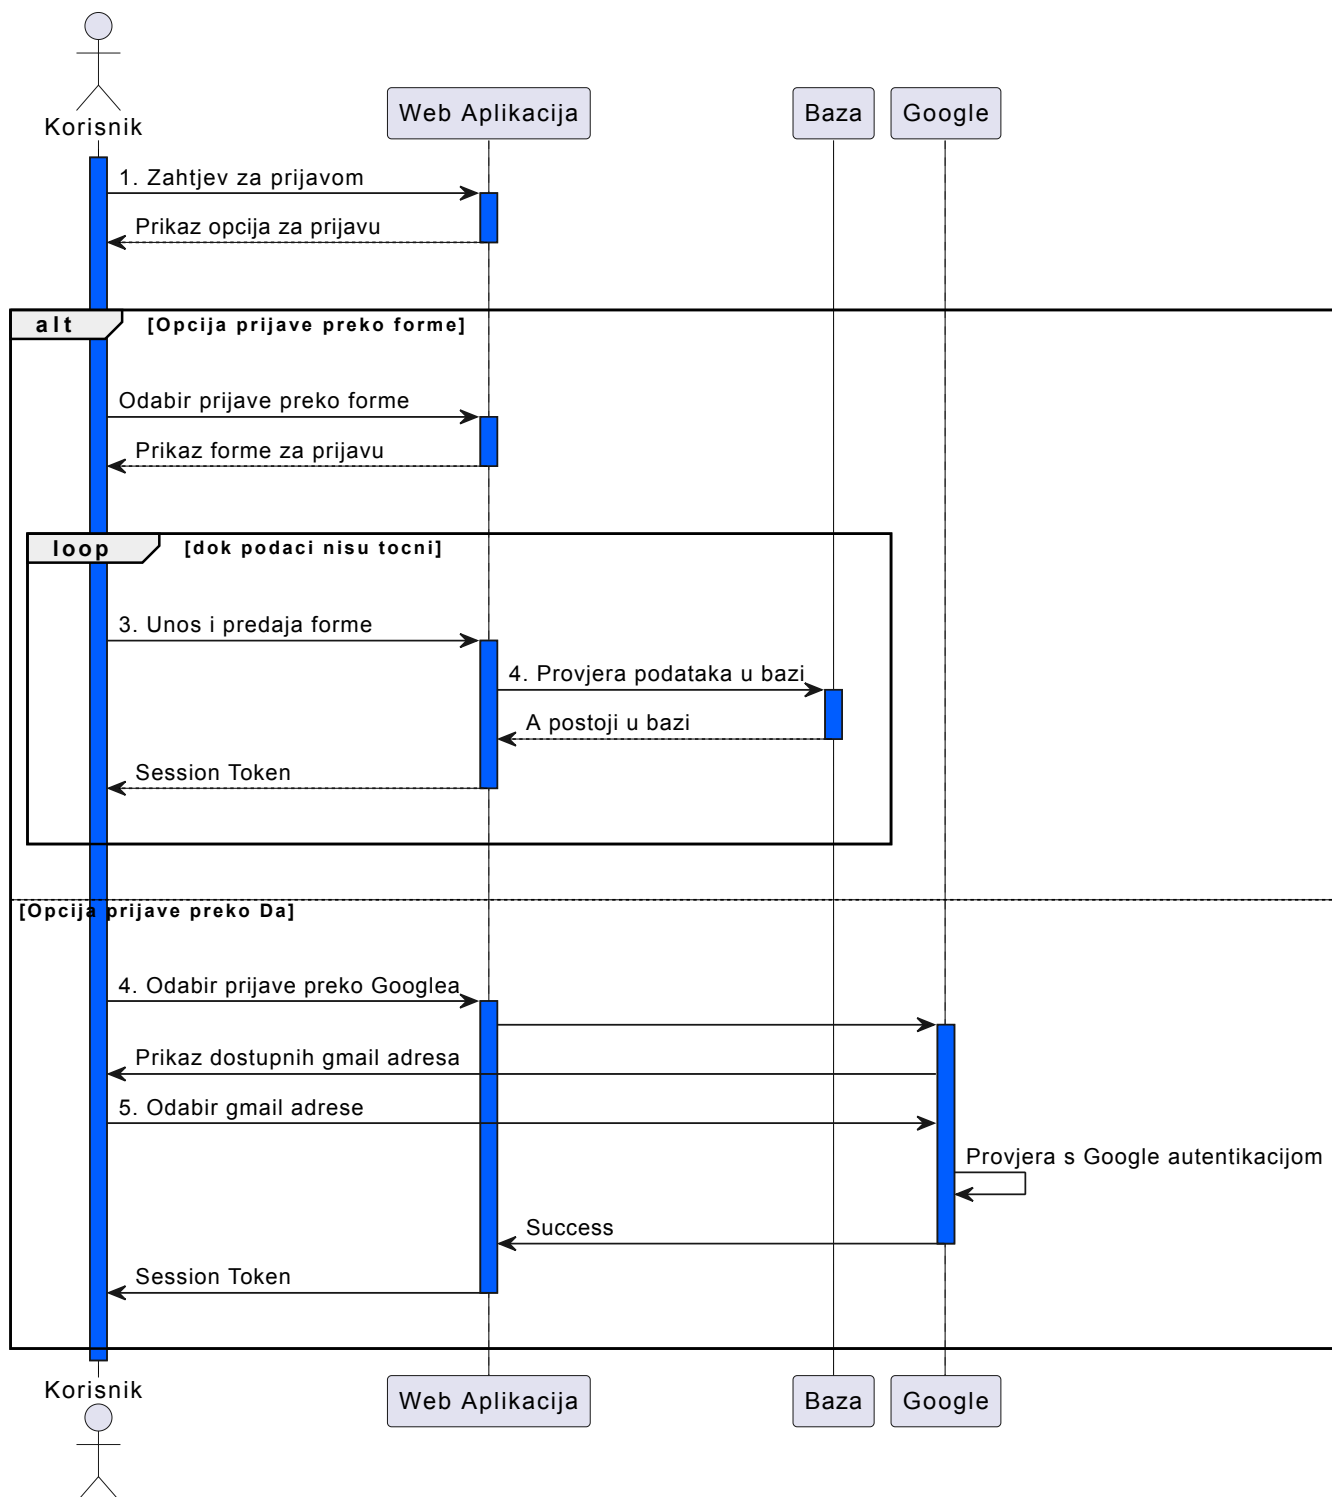 Korisnik
Web Aplikacija
Baza
Google
1. Zahtjev za prijavom
Prikaz opcija za prijavu
alt
[Opcija prijave preko forme]
Odabir prijave preko forme
Prikaz forme za prijavu
loop
[dok podaci nisu tocni]
3. Unos i predaja forme
4. Provjera podataka u bazi
A postoji u bazi
Session Token
[Opcija prijave preko Da]
4. Odabir prijave preko Googlea
Prikaz dostupnih gmail adresa
5. Odabir gmail adrese
Provjera s Google autentikacijom
Success
Session Token
Korisnik
Web Aplikacija
Baza
Google